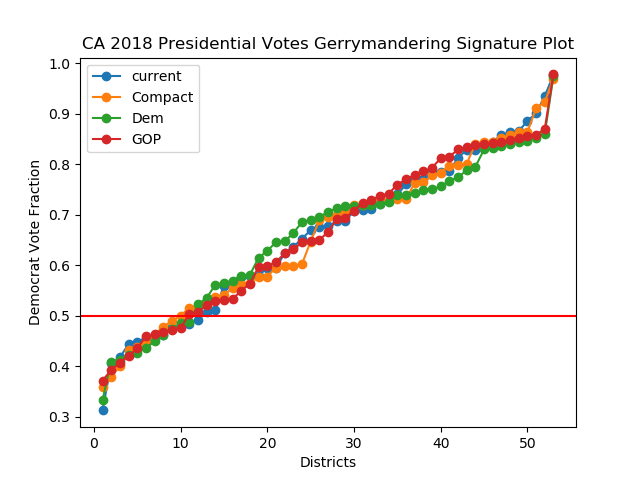 CA 2018 Presidential Votes Gerrymandering Signature Plot
current
Compact
Dem
GOP
Democrat Vote Fraction
1.0
0.9
0.8
0.7
0.6
0.5
0.4
0.3
0 10 20 30 40 50
Districts